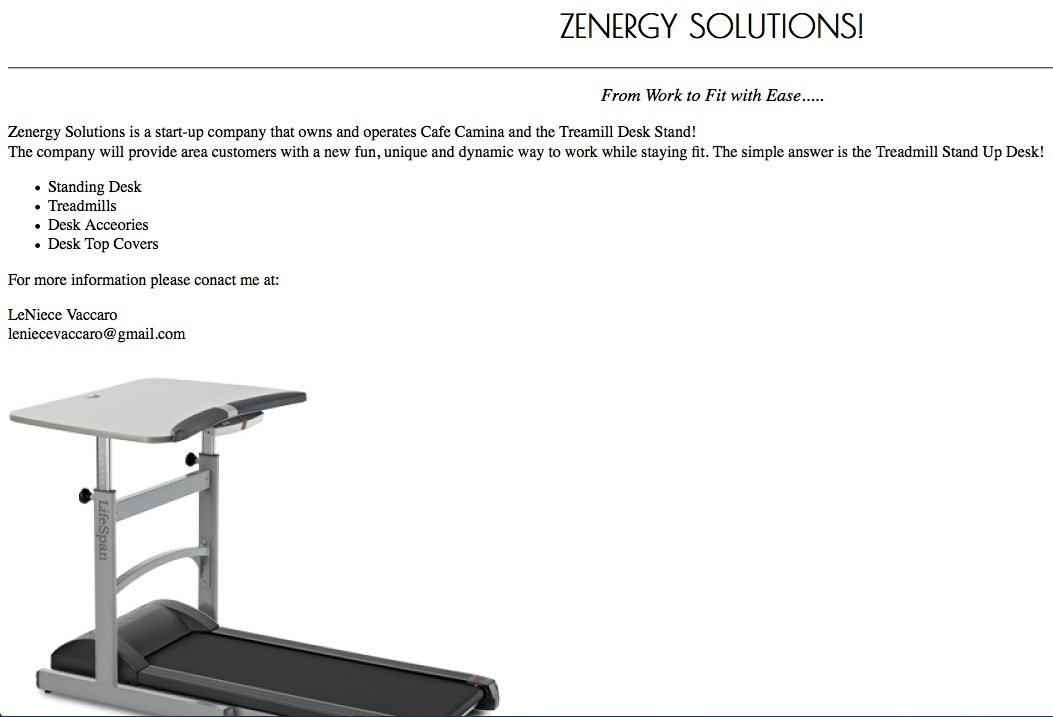 ZENERGY SOLUTIONS!
From Work to Fit with Ease.....
Zenergy Solutions is a start-up company that owns and operates Cafe Camina and the Treamill Desk Stand!
The company will provide area customers with a new fun, unique and dynamic way to work while staying fit. The simple answer is the Treadmill Stand Up Desk!
• Standing Desk
• Treadmills
• Desk Acceories
• Desk Top Covers
For more information please conact me at:
LeNiece Vaccaro
leniecevaccaro@gmail.com
LifeSpan